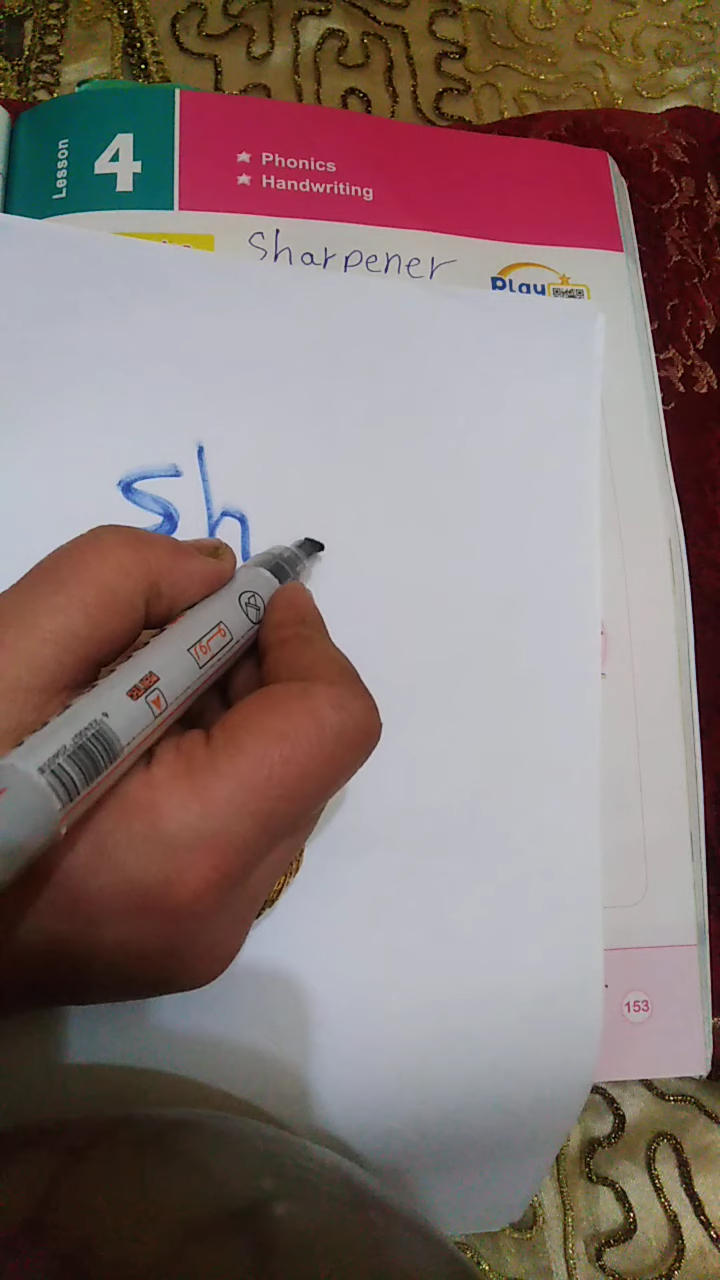 Lesson 4
★ Phonics
★ Handwriting
Sharpener
Play
Sh
153